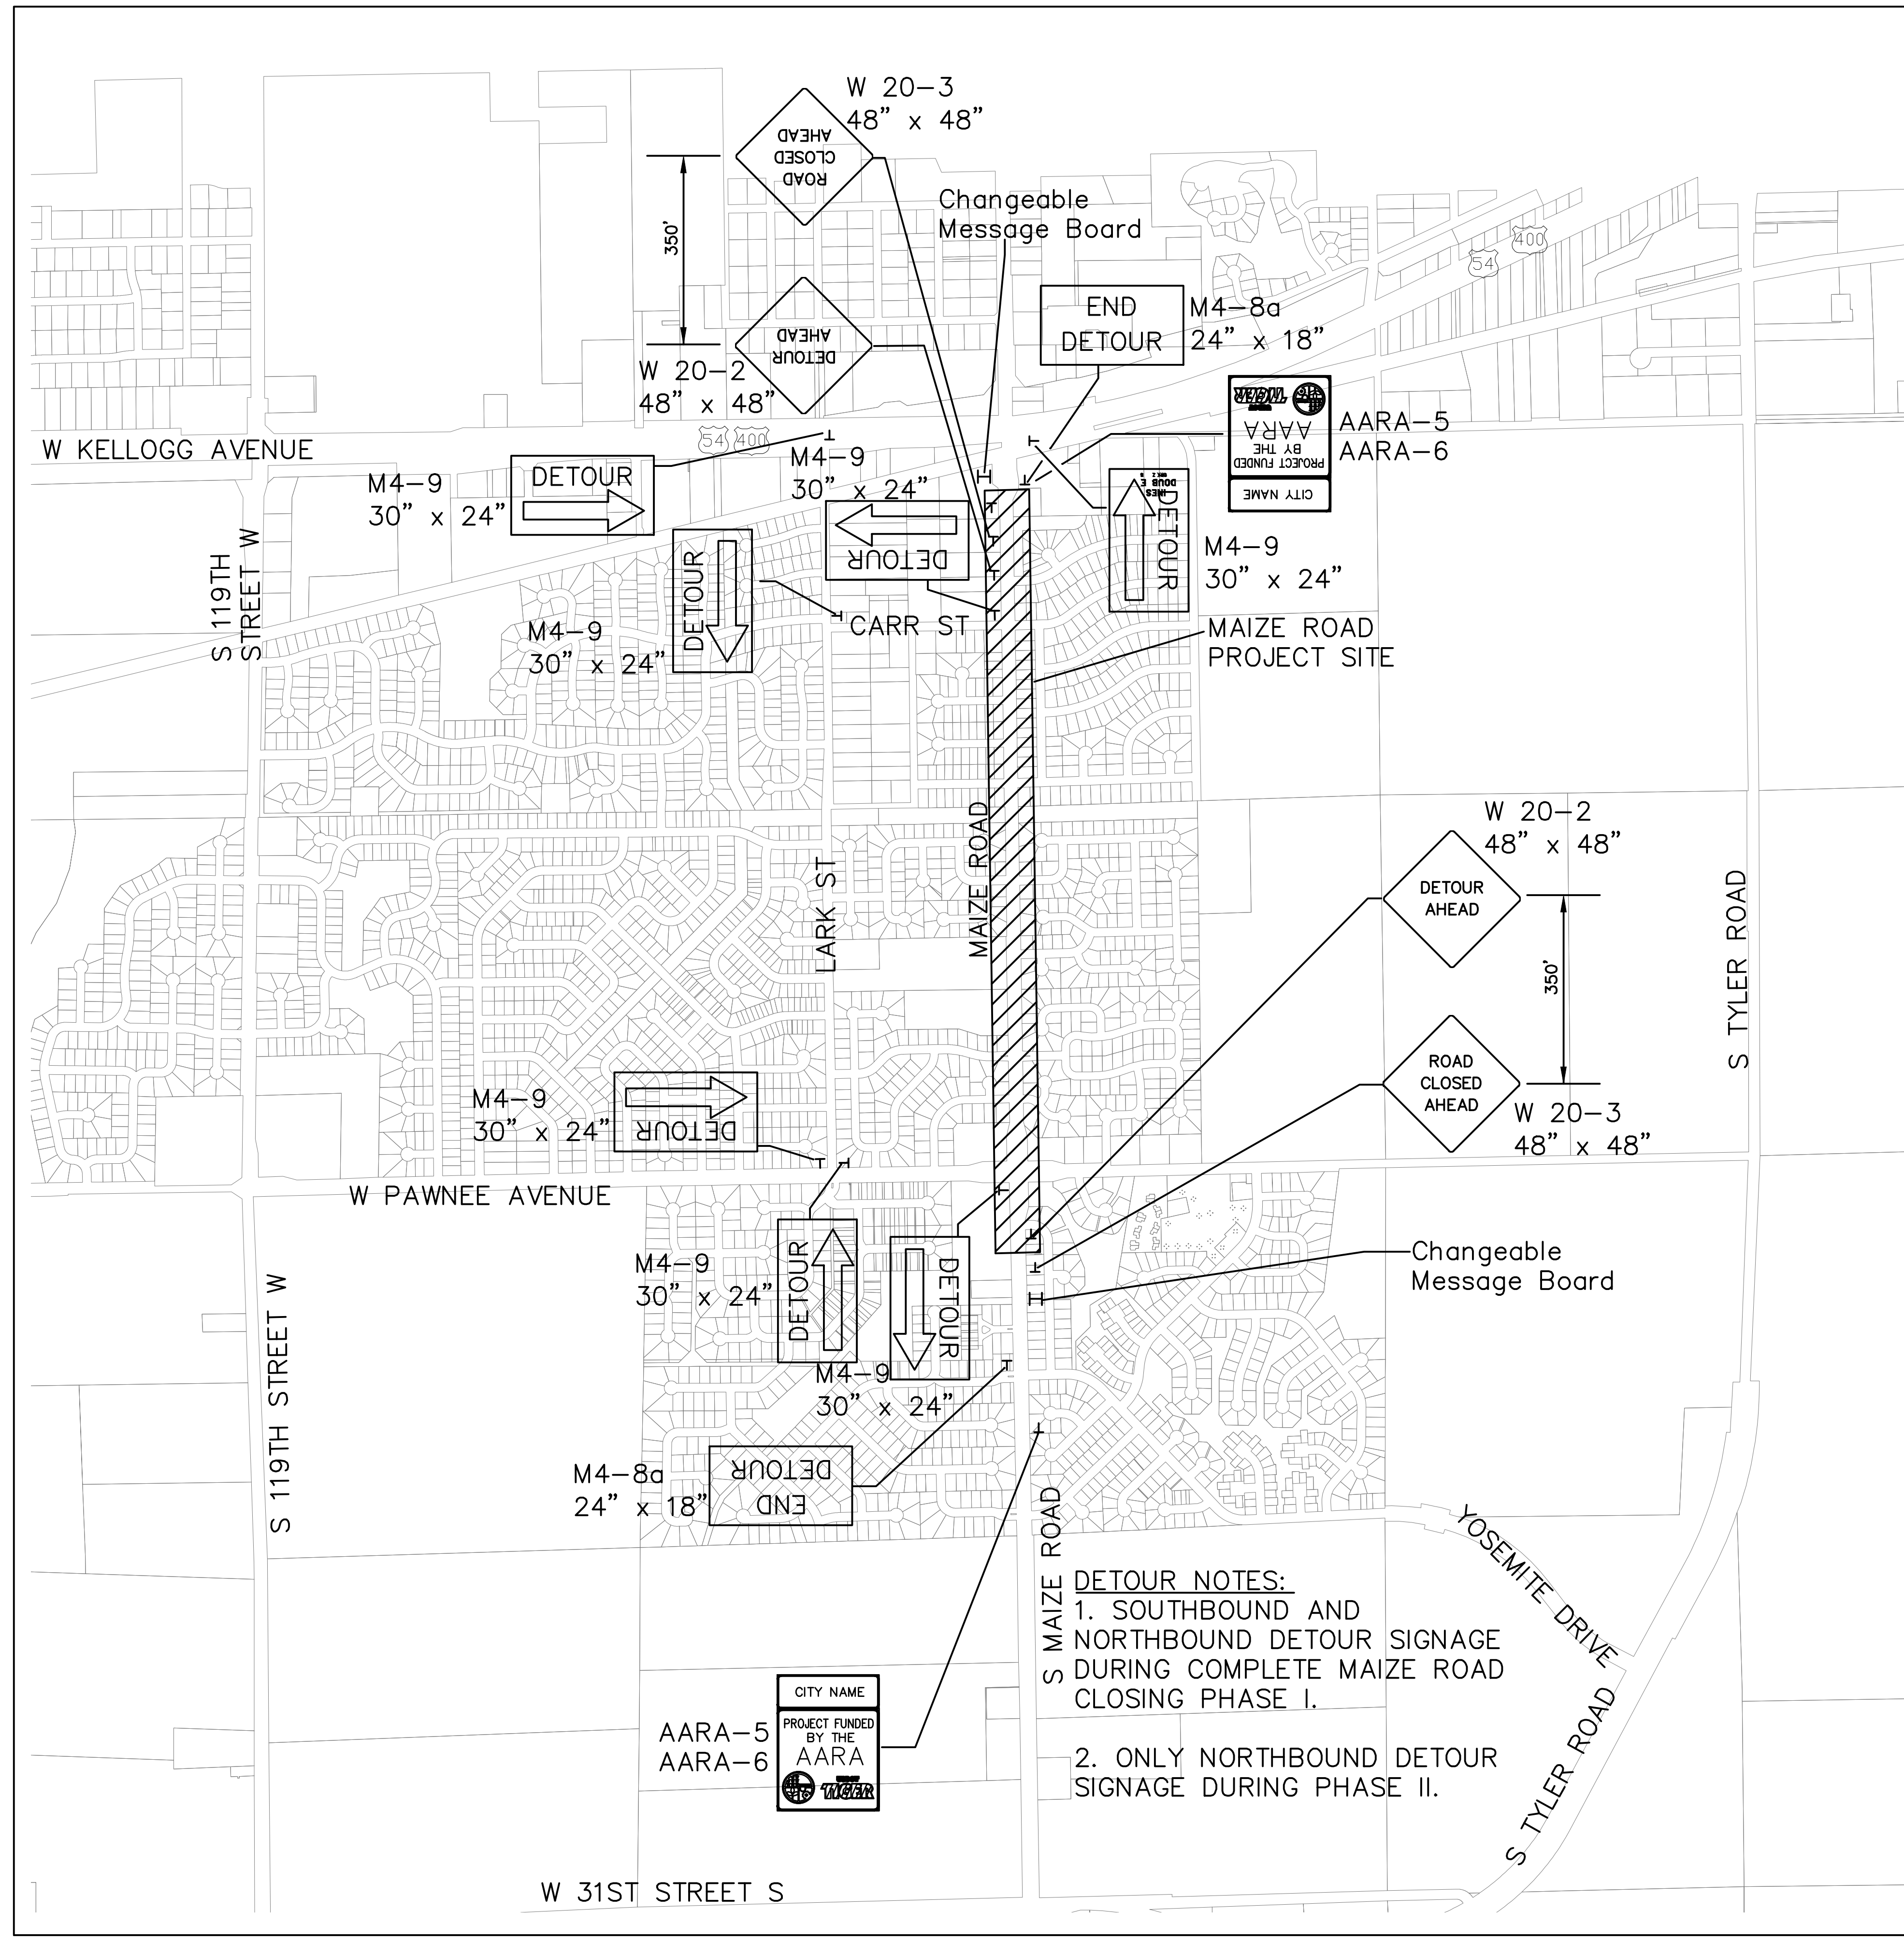 W 20-3
48" x 48"
ROAD
CLOSED
AHEAD
350'
Changeable
Message Board
DETOUR
AHEAD
W 20-2
48" x 48"
END
DETOUR
M4-8a
24" x 18"
400
54
54
400
W KELLOGG AVENUE
CITY NAME
PROJECT FUNDED
BY THE
AARA
TIGER
AARA-5
AARA-6
M4-9
30" x 24"
DETOUR
M4-9
30" x 24"
DETOUR
DETOUR
M4-9
30" x 24"
S 119TH
STREET W
DETOUR
M4-9
30" x 24"
CARR ST
MAIZE ROAD
PROJECT SITE
LARK ST
MAIZE ROAD
W 20-2
48" x 48"
DETOUR
AHEAD
350'
ROAD
CLOSED
AHEAD
W 20-3
48" x 48"
S TYLER ROAD
M4-9
30" x 24"
DETOUR
W PAWNEE AVENUE
M4-9
30" x 24"
DETOUR
DETOUR
M4-9
30" x 24"
Changeable
Message Board
S 119TH STREET W
M4-8a
24" x 18"
END
DETOUR
S MAIZE ROAD
YOSEMITE DRIVE
DETOUR NOTES:
1. SOUTHBOUND AND
NORTHBOUND DETOUR SIGNAGE
DURING COMPLETE MAIZE ROAD
CLOSING PHASE I.
2. ONLY NORTHBOUND DETOUR
SIGNAGE DURING PHASE II.
AARA-5
AARA-6
CITY NAME
PROJECT FUNDED
BY THE
AARA
TIGER
S TYLER ROAD
W 31ST STREET S